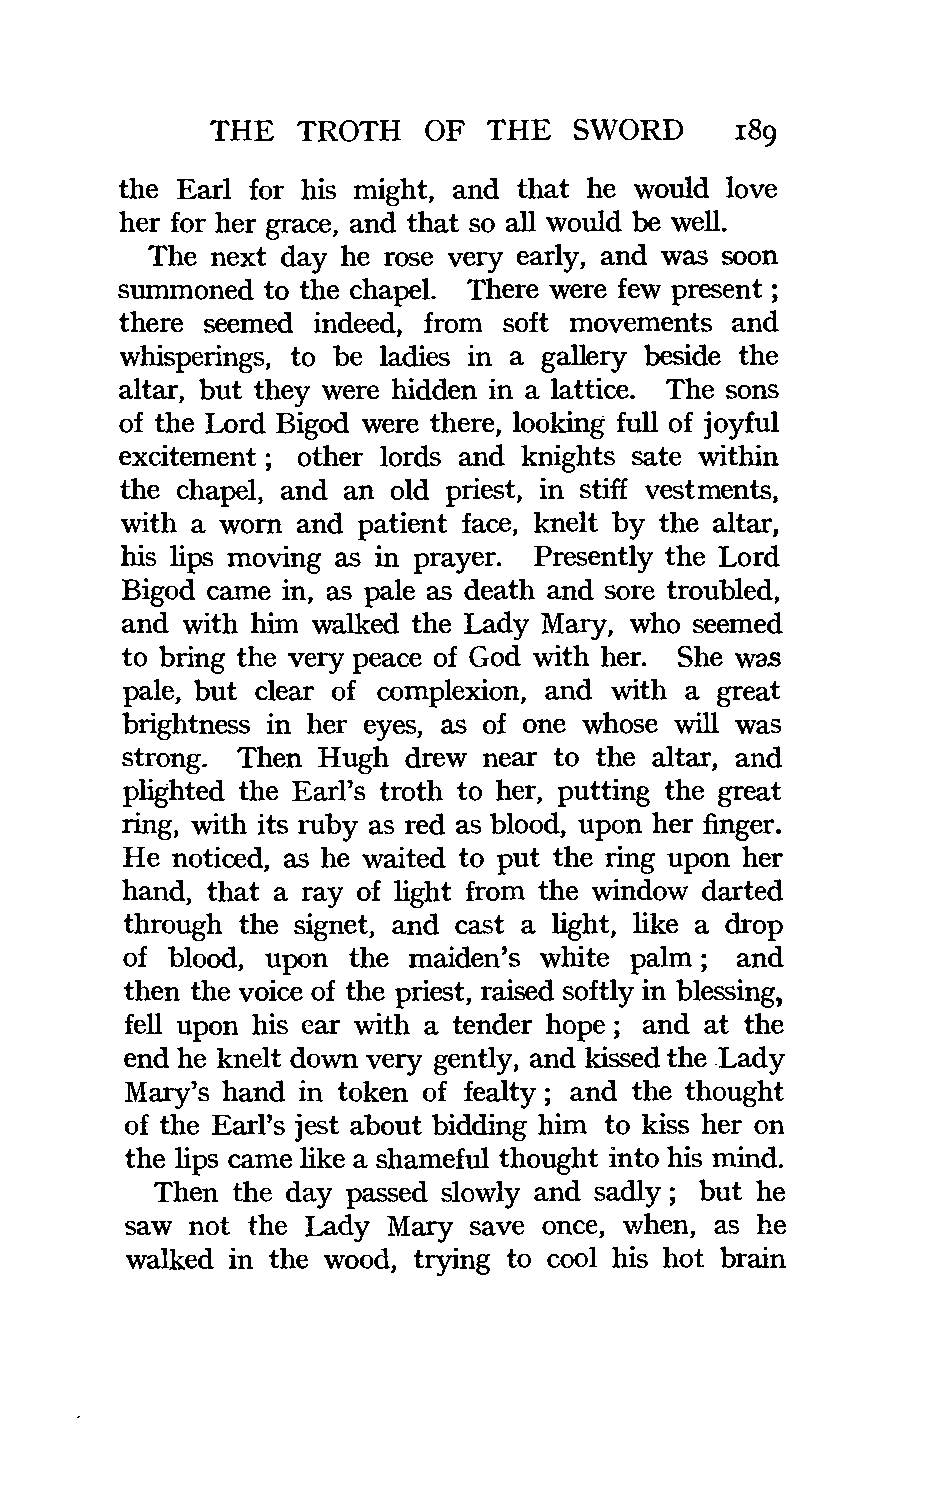 THE TROTH OF THE SWORD 189
the Earl for his might, and that he would love
her for her grace, and that so all would be well.
The next day he rose very early, and was soon
summoned to the chapel. There were few present ;
there seemed indeed, from soft movements and
whisperings, to be ladies in a gallery beside the
altar, but they were hidden in a lattice. The sons
of the Lord Bigod were there, looking full of joyful
excitement ; other lords and knights sate within
the chapel, and an old priest, in stiff vestments,
with a worn and patient face, knelt by the altar,
his lips moving as in prayer. Presently the Lord
Bigod came in, as pale as death and sore troubled,
and with him walked the Lady Mary, who seemed
to bring the very peace of God with her. She was
pale, but clear of complexion, and with a great
brightness in her eyes, as of one whose will was
strong. Then Hugh drew near to the altar, and
plighted the Earl's troth to her, putting the great
ring, with its ruby as red as blood, upon her finger.
He noticed, as he waited to put the ring upon her
hand, that a ray of light from the window darted
through the signet, and cast a light, like a drop
of blood, upon the maiden's white palm ; and
then the voice of the priest, raised softly in blessing,
fell upon his ear with a tender hope ; and at the
end he knelt down very gently, and kissed the Lady
Mary's hand in token of fealty ; and the thought
of the Earl's jest about bidding him to kiss her on
the lips came like a shameful thought into his mind.
Then the day passed slowly and sadly ; but he
saw not the Lady Mary save once, when, as he
walked in the wood, trying to cool his hot brain